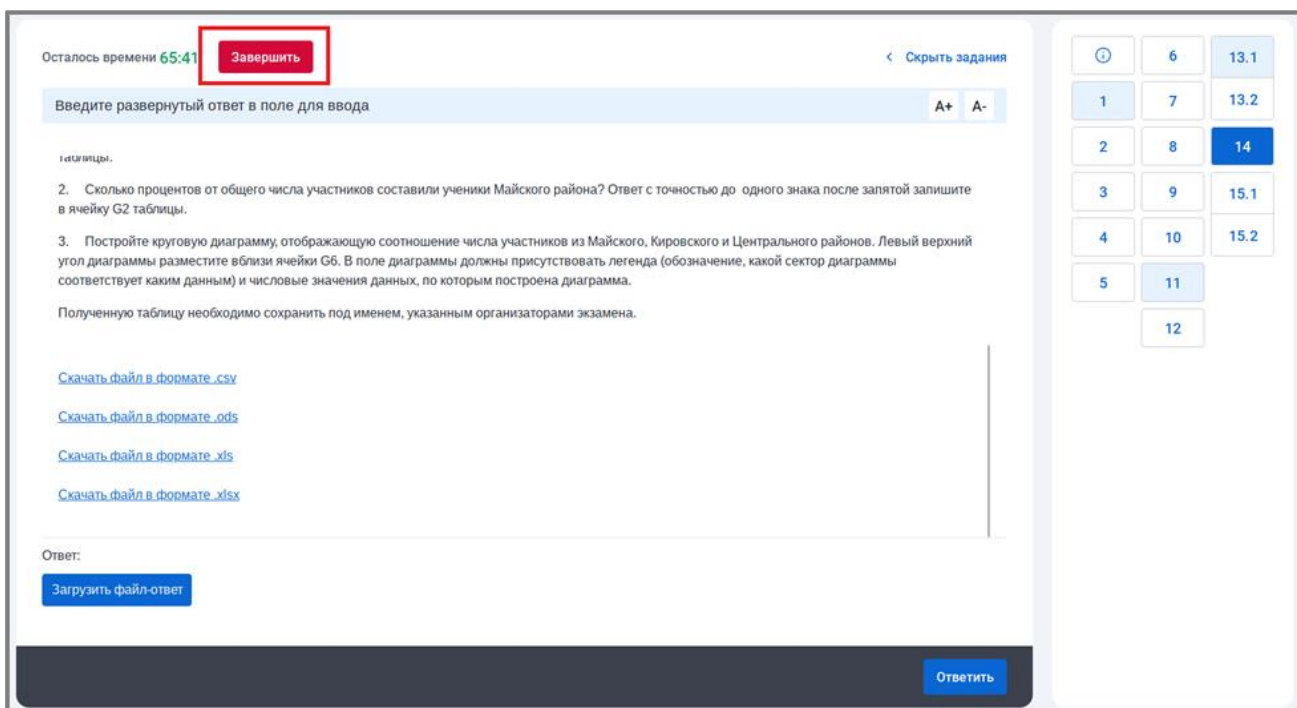 Осталось времени 65:41
Завершить
Скрыть задания
Введите развернутый ответ в поле для ввода
A+ A-
таблицы.
2. Сколько процентов от общего числа участников составили ученики Майского района? Ответ с точностью до одного знака после запятой запишите
в ячейку G2 таблицы.
3. Постройте круговую диаграмму, отображающую соотношение числа участников из Майского, Кировского и Центрального районов. Левый верхний
угол диаграммы разместите вблизи ячейки G6. В поле диаграммы должны присутствовать легенда (обозначение, какой сектор диаграммы
соответствует каким данным) и числовые значения данных, по которым построена диаграмма.
Полученную таблицу необходимо сохранить под именем, указанным организаторами экзамена.
Скачать файл в формате .csv
Скачать файл в формате .ods
Скачать файл в формате .xls
Скачать файл в формате .xlsx
Ответ:
Загрузить файл-ответ
Ответить
6 13.1
1 7 13.2
2 8 14
3 9 15.1
4 10 15.2
5 11
12